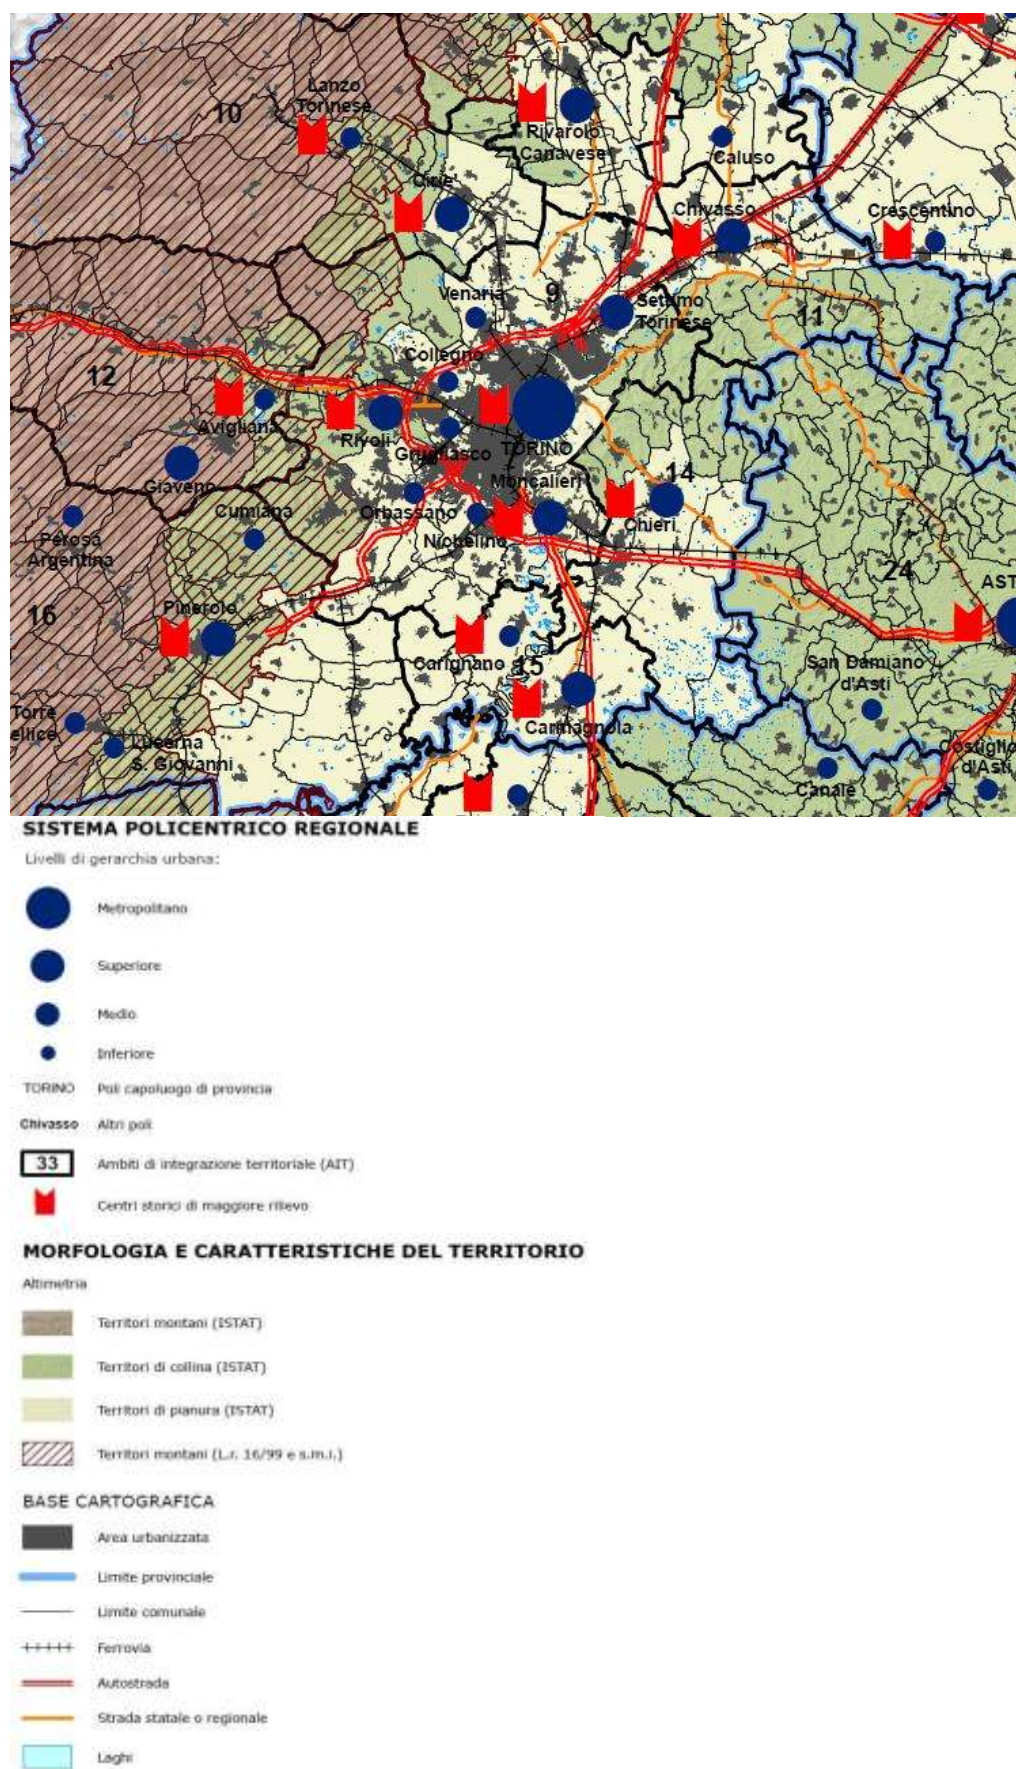 Lanzo
Torinese
10
Rivarolo
Canavese
Caluso
Cirie'
Chivasso
Crescentino
Venaria
9
Settimo
Torinese
11
Collegno
12
Avigliana
Rivoli
Grugliasco
TORINO
Moncalieri
14
Giaveno
Cumiana
Orbassano
Chieri
Nichelino
Perosa
Argentina
24
AST
16
Pinerolo
Carignano
15
San Damiano
d'Asti
Torre
ellice
Luserna
S. Giovanni
Carmagnola
Costiglio
d'Asti
Canale
SISTEMA POLICENTRICO REGIONALE
Livelli di gerarchia urbana:
Metropolitano
Superiore
Medio
Inferiore
TORINO Poli capoluogo di provincia
Chivasso Altri poli
33 Ambiti di integrazione territoriale (AIT)
Centri storici di maggiore rilievo
MORFOLOGIA E CARATTERISTICHE DEL TERRITORIO
Altimetria
Territori montani (ISTAT)
Territori di collina (ISTAT)
Territori di pianura (ISTAT)
Territori montani (L.r. 16/99 e s.m.i.)
BASE CARTOGRAFICA
Area urbanizzata
Limite provinciale
Limite comunale
Ferrovia
Autostrada
Strada statale o regionale
Laghi